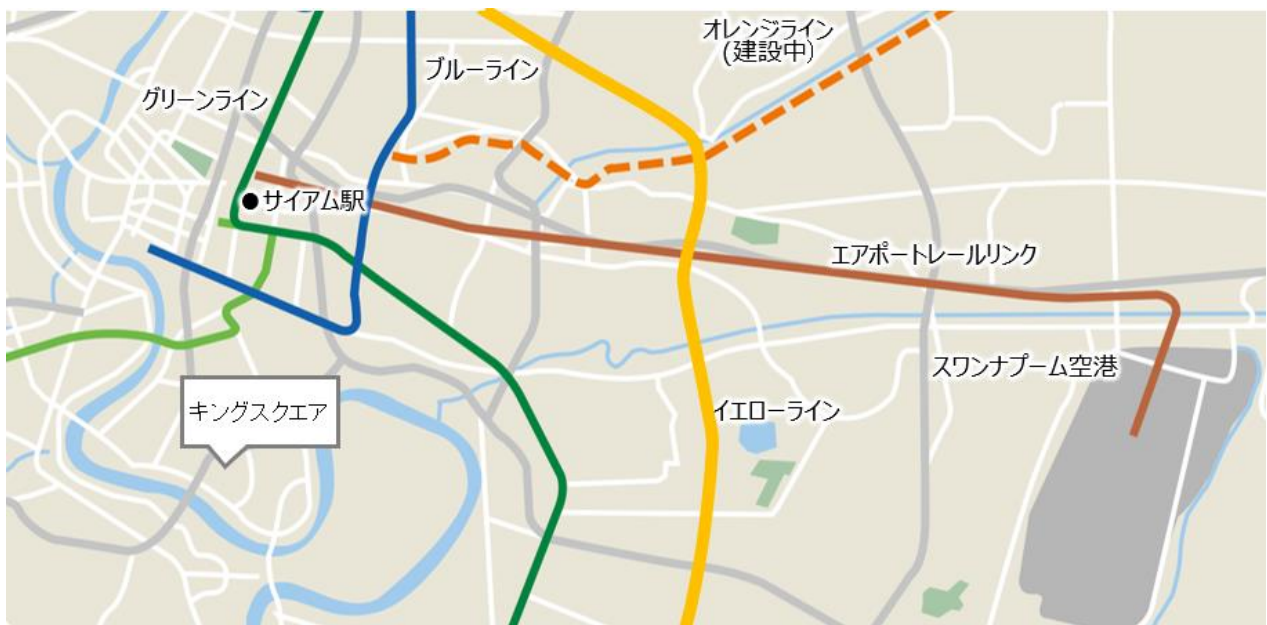 オレンジライン
(建設中)
ブルーライン
グリーンライン
サイアム駅
エアポートレールリンク
スワンナプーム空港
キングスクエア
イエローライン